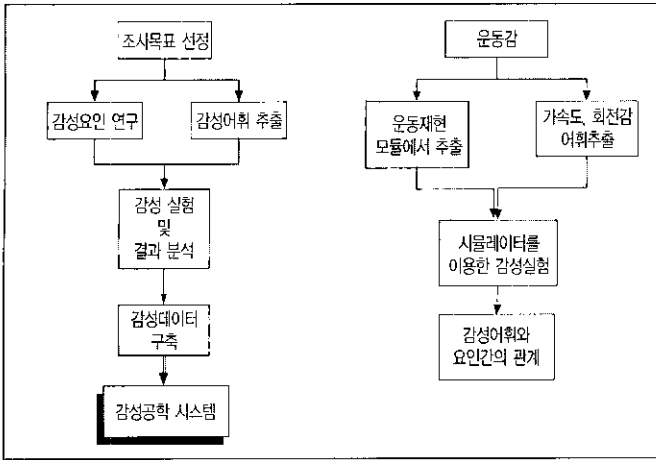 조사목표 선정
감성요인 연구
감성어휘 추출
감성 실험
및
결과 분석
감성데이터
구축
감성공학 시스템
운동감
운동재현
모듈에서 추출
가속도, 회전감
어휘추출
시뮬레이터를
이용한 감성실험
감성어휘와
요인간의 관계